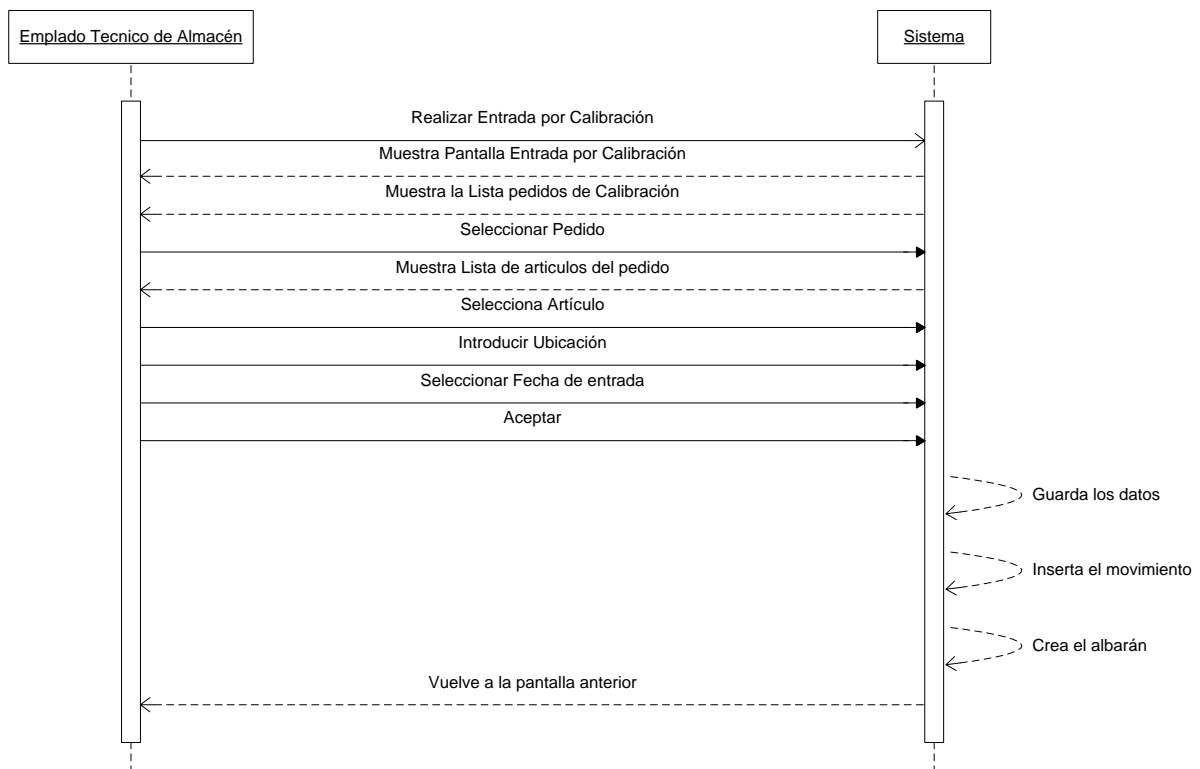 Emplado Tecnico de Almacén
Sistema
Realizar Entrada por Calibración
Muestra Pantalla Entrada por Calibración
Muestra la Lista pedidos de Calibración
Seleccionar Pedido
Muestra Lista de articulos del pedido
Selecciona Artículo
Introducir Ubicación
Seleccionar Fecha de entrada
Aceptar
Guarda los datos
Inserta el movimiento
Crea el albarán
Vuelve a la pantalla anterior